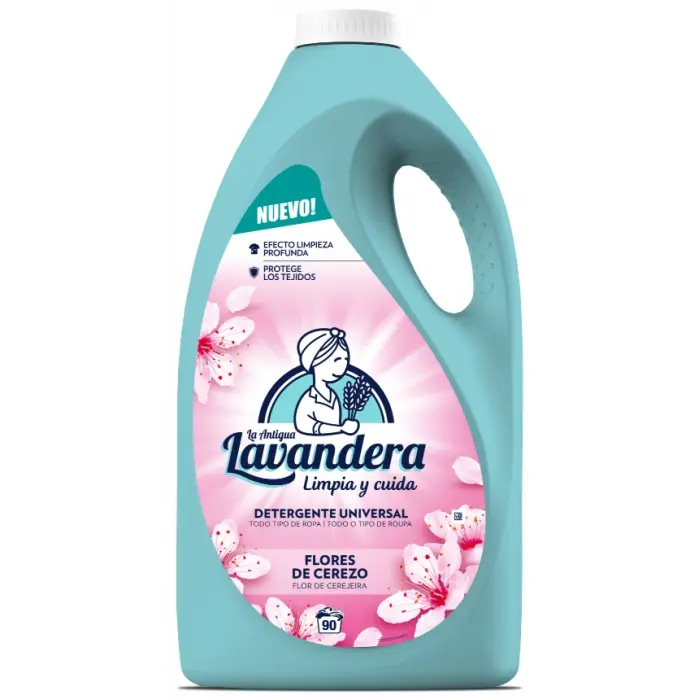 NUEVO!
EFECTO LIMPIEZA
PROFUNDA
PROTEGE
LOS TEJIDOS
La Antigua
Lavandera
Limpia y cuida
DETERGENTE UNIVERSAL
TODO TIPO DE ROPA | TODO O TIPO DE ROUPA
FLORES
DE CEREZO
FLOR DE CEREJEIRA
90